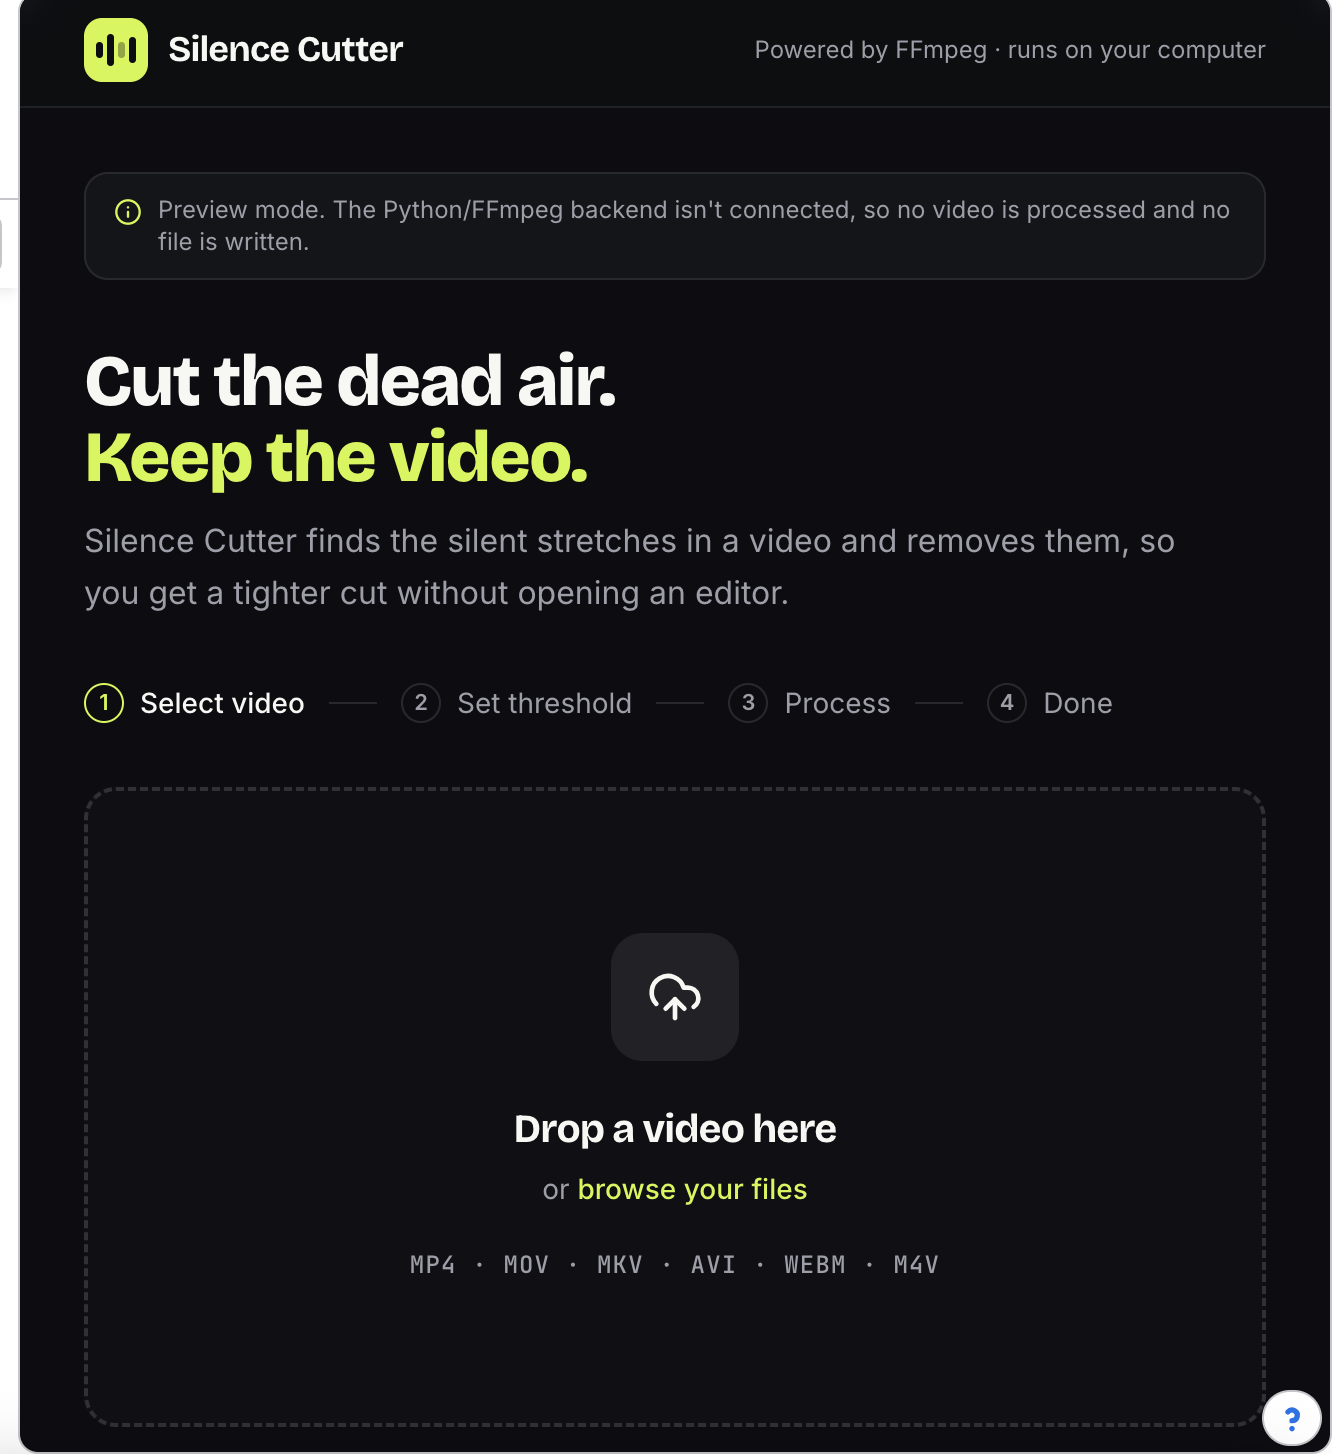 Silence Cutter
Powered by FFmpeg · runs on your computer
Preview mode. The Python/FFmpeg backend isn't connected, so no video is processed and no
file is written.
Cut the dead air.
Keep the video.
Silence Cutter finds the silent stretches in a video and removes them, so
you get a tighter cut without opening an editor.
1 Select video 2 Set threshold 3 Process 4 Done
Drop a video here
or browse your files
MP4 · MOV · MKV · AVI · WEBM · M4V
?